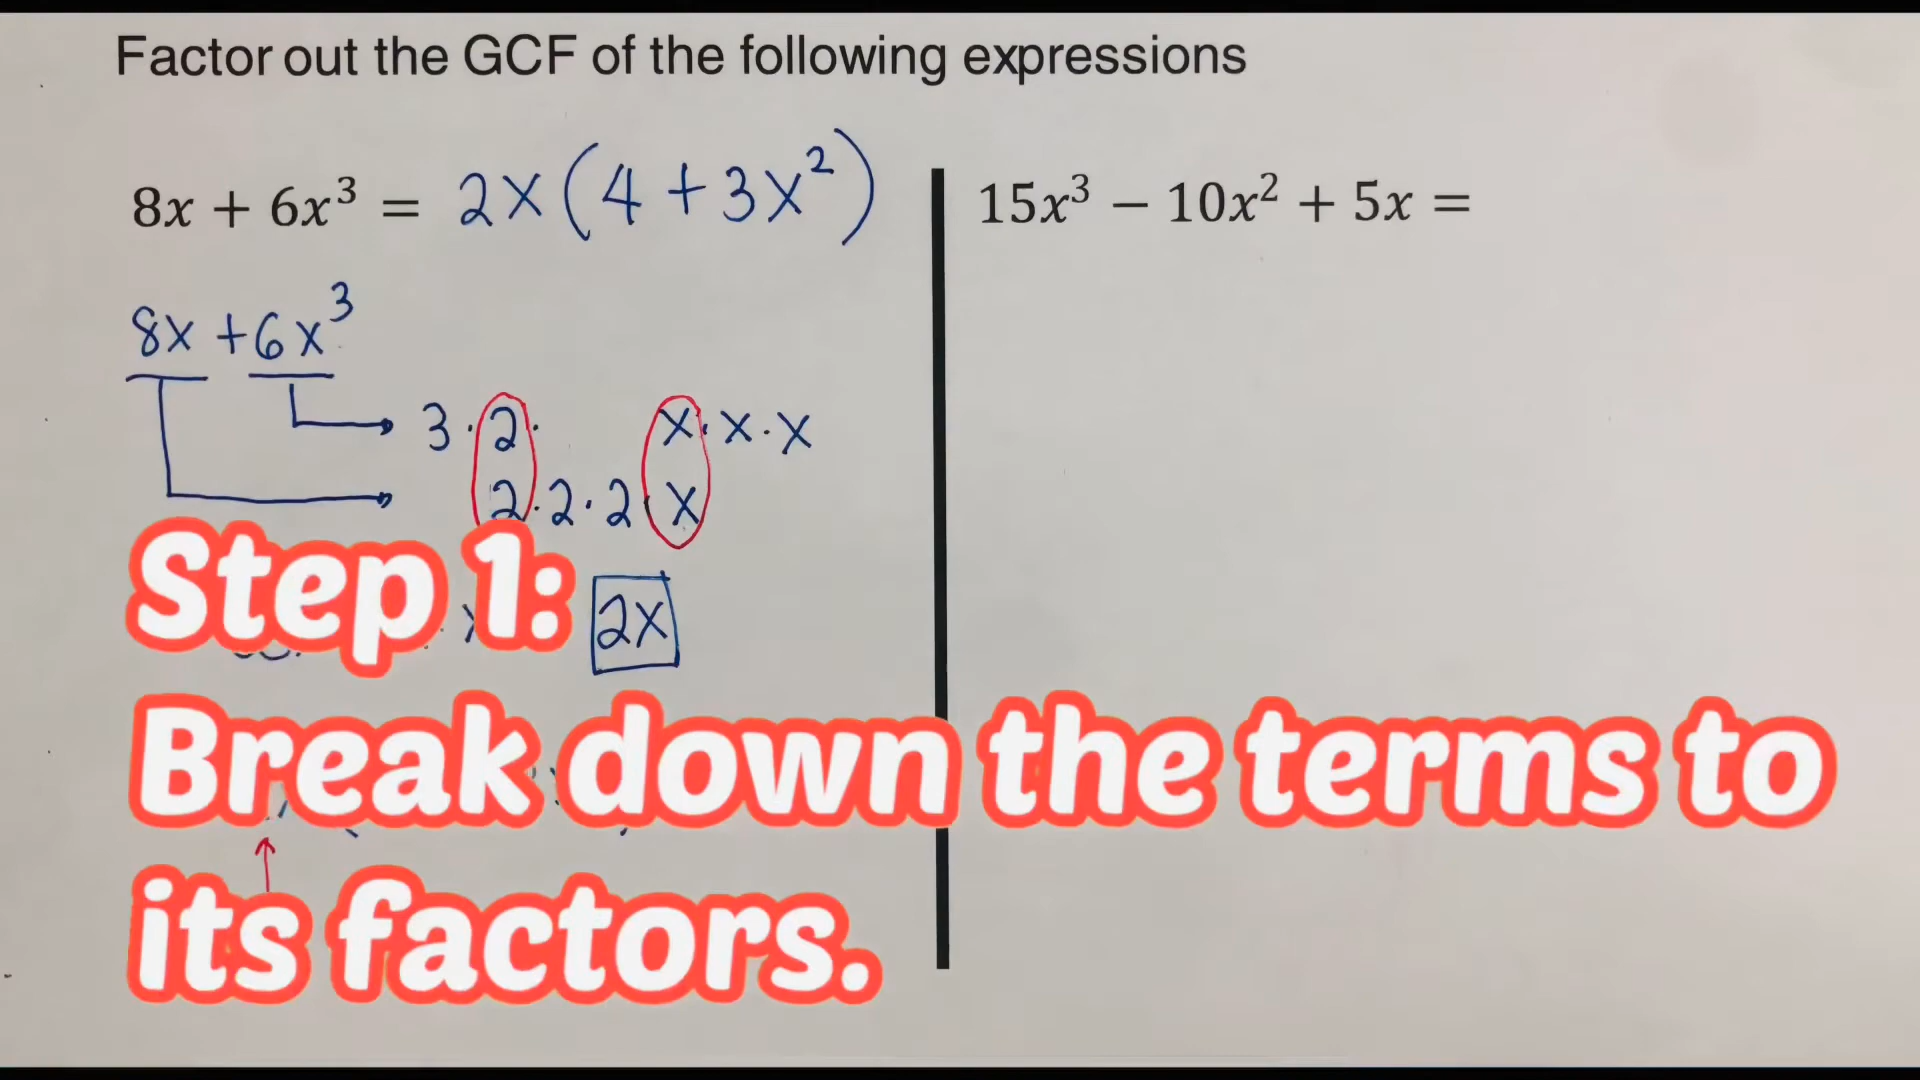 Factor out the GCF of the following expressions
8x + 6x³ = 2x(4 + 3x²)
15x³ − 10x² + 5x =
8x + 6x³
3 · 2 · x · x · x
2 · 2 · 2 · x
2x
Step 1:
Break down the terms to
its factors.